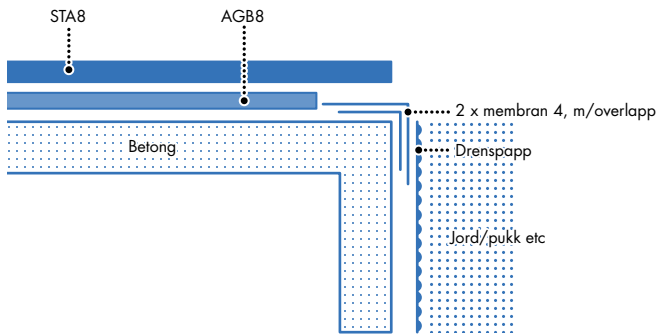 STA8
AGB8
2 x membran 4, m/overlapp
Betong
Drenspapp
Jord/pukk etc